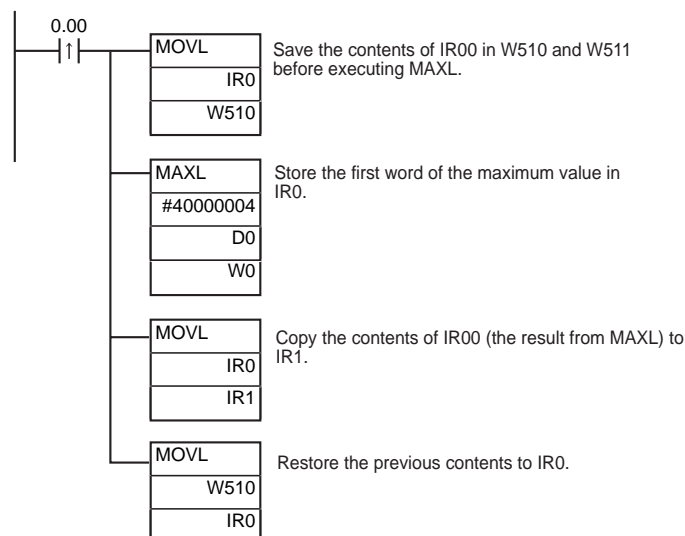 0.00
↑
MOVL
IR0
W510
Save the contents of IR00 in W510 and W511
before executing MAXL.
MAXL
#40000004
D0
W0
Store the first word of the maximum value in
IR0.
MOVL
IR0
IR1
Copy the contents of IR00 (the result from MAXL) to
IR1.
MOVL
W510
IR0
Restore the previous contents to IR0.